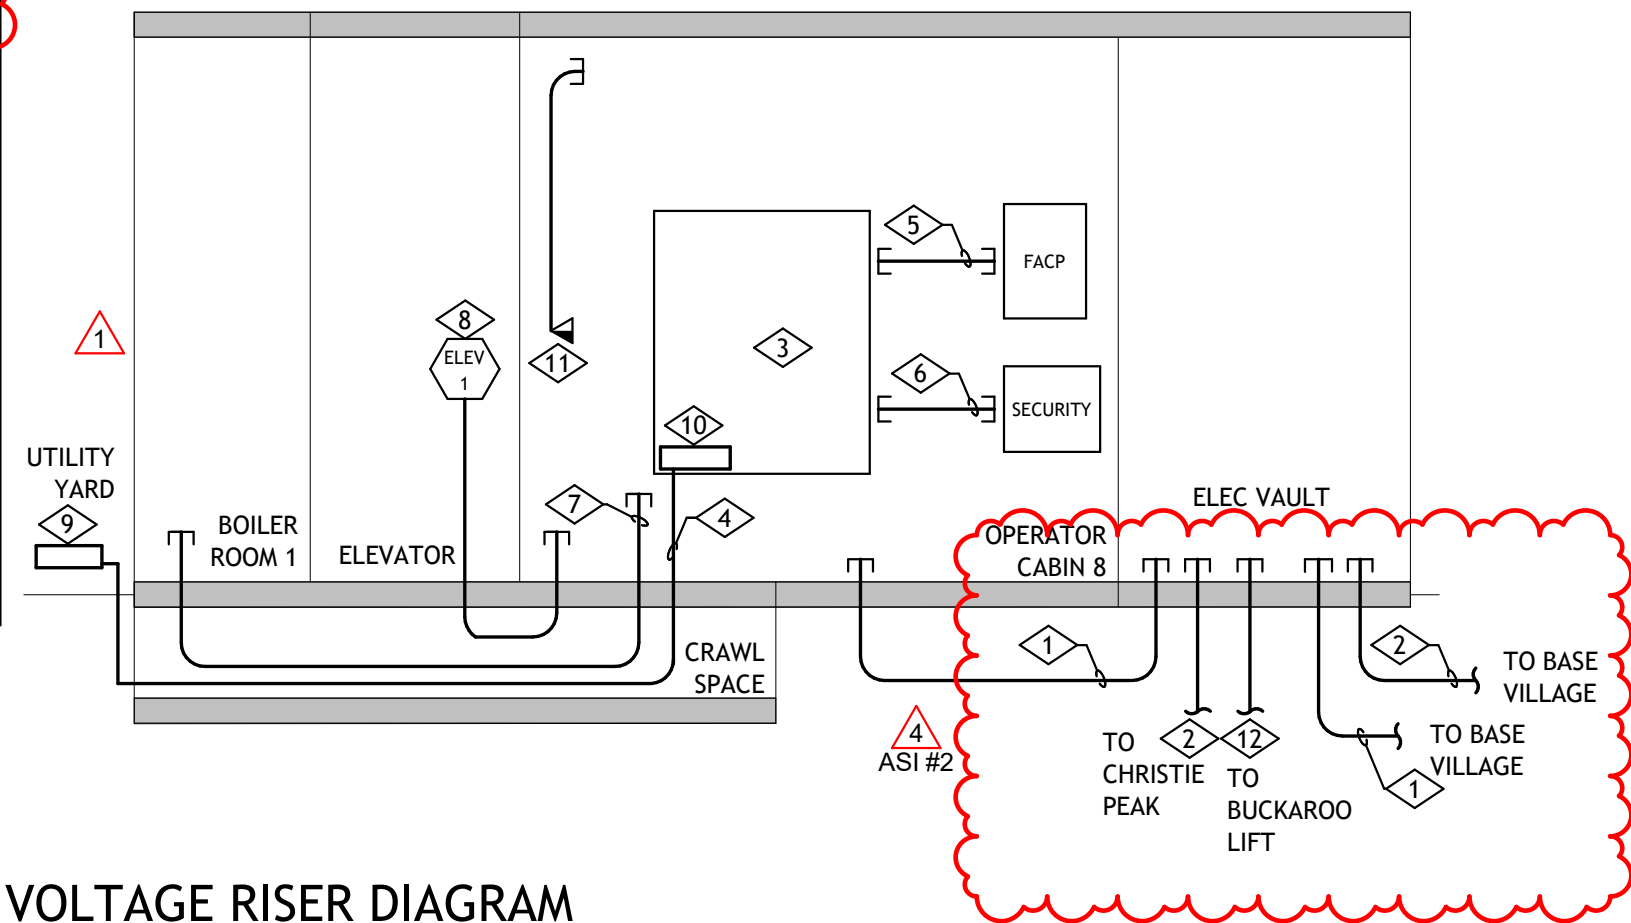 5
FACP
1
8
ELEV
1
11
3
6
SECURITY
10
UTILITY
YARD
9
BOILER
ROOM 1
ELEVATOR
7
4
ELEC VAULT
OPERATOR
CABIN 8
CRAWL
SPACE
1
2
TO BASE
VILLAGE
4
ASI #2
TO
CHRISTIE
PEAK
2
12
TO
BUCKAROO
LIFT
TO BASE
VILLAGE
1
VOLTAGE RISER DIAGRAM